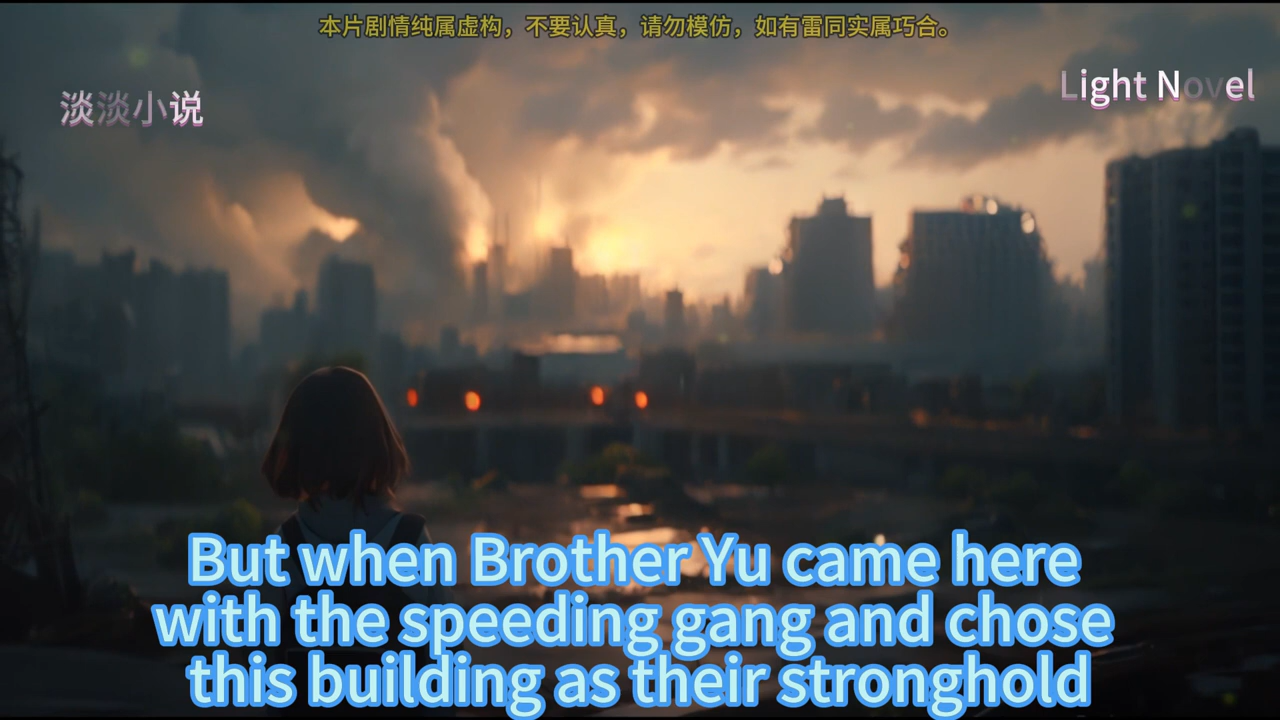 本片剧情纯属虚构，不要认真，请勿模仿，如有雷同实属巧合。
淡淡小说
Light Novel
But when Brother Yu came here
with the speeding gang and chose
this building as their stronghold